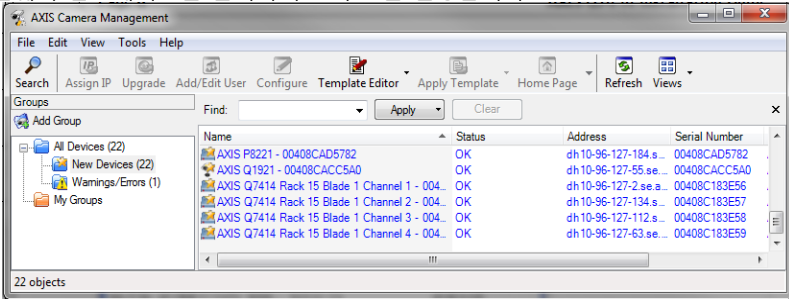 AXIS Camera Management
File Edit View Tools Help
Search Assign IP Upgrade Add/Edit User Configure Template Editor Apply Template Home Page Refresh Views
Groups
Add Group
Find: Apply Clear
All Devices (22)
New Devices (22)
Warnings/Errors (1)
My Groups
Name Status Address Serial Number
AXIS P8221 - 00408CAD5782 OK dh10-96-127-184.s... 00408CAD5782
AXIS Q1921 - 00408CACC5A0 OK dh10-96-127-55.se... 00408CACC5A0
AXIS Q7414 Rack 15 Blade 1 Channel 1 - 004... OK dh10-96-127-2.se.a... 00408C183E56
AXIS Q7414 Rack 15 Blade 1 Channel 2 - 004... OK dh10-96-127-134.s... 00408C183E57
AXIS Q7414 Rack 15 Blade 1 Channel 3 - 004... OK dh10-96-127-112.s... 00408C183E58
AXIS Q7414 Rack 15 Blade 1 Channel 4 - 004... OK dh10-96-127-63.se... 00408C183E59
22 objects